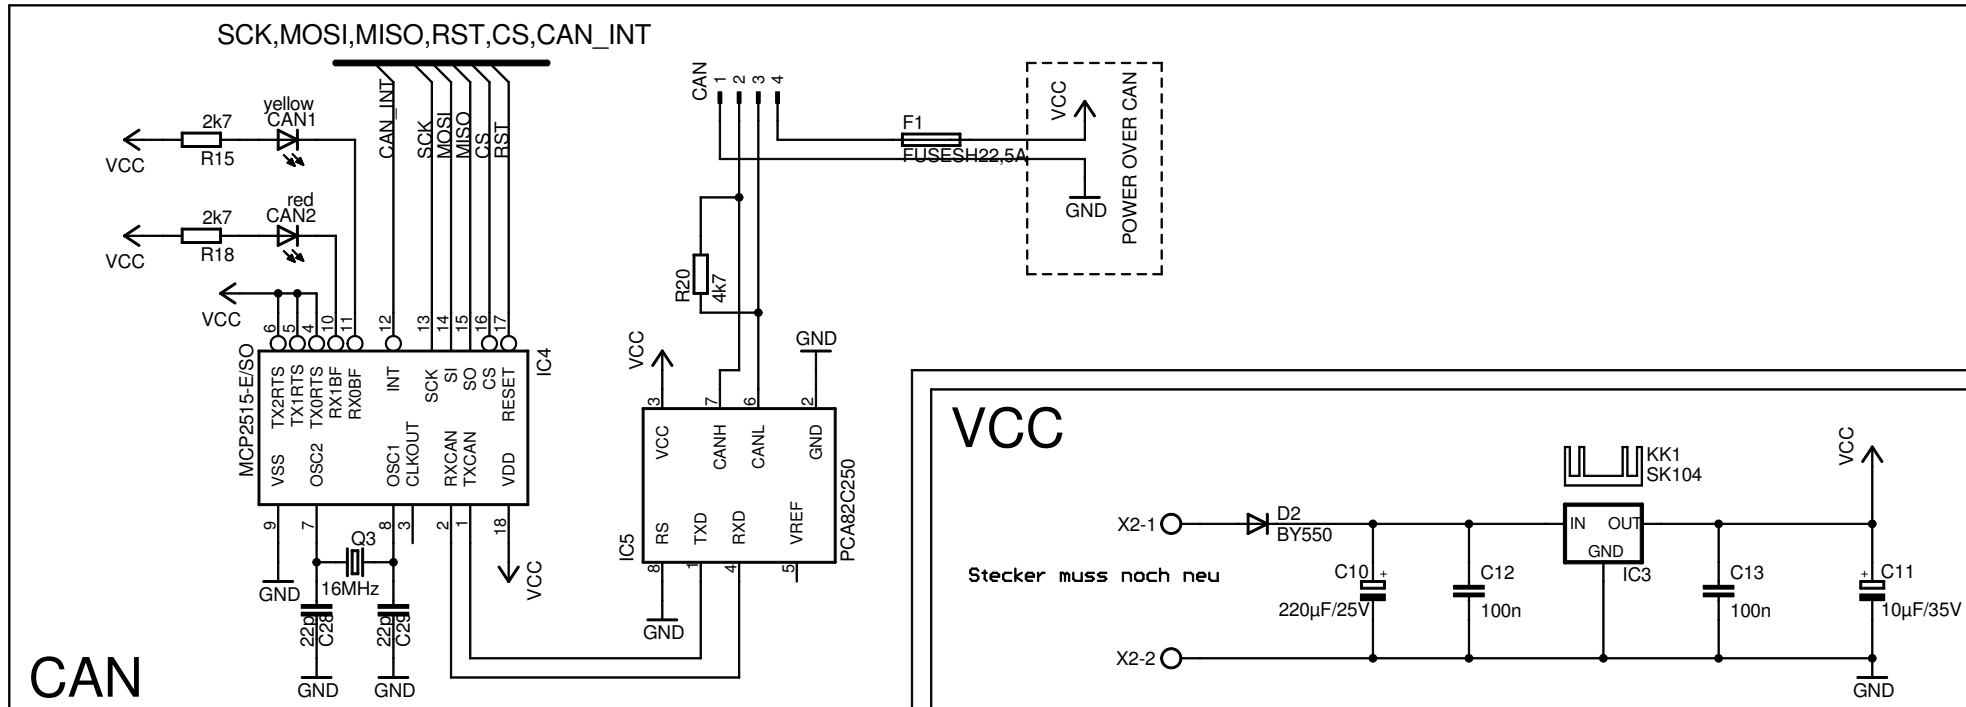 SCK,MOSI,MISO,RST,CS,CAN_INT
CAN_INT
SCK
MOSI
MISO
CS
RST
yellow
CAN1
2k7
R15
VCC
red
CAN2
2k7
R18
VCC
VCC
6
5
4
10
11
12
13
14
15
16
17
MCP2515-E/SO
IC4
TX2RTS
TX1RTS
TX0RTS
RX1BF
RX0BF
INT
SCK
SI
SO
CS
RESET
VSS
OSC2
OSC1
CLKOUT
RXCAN
TXCAN
VDD
9
7
8
3
2
1
18
GND
Q3
16MHz
VCC
22p
C28
22p
C29
GND
GND
CAN
CAN
1
2
3
4
F1
FUSESH22,5A
VCC
GND
POWER OVER CAN
R20
4k7
VCC
GND
3
7
6
2
VCC
CANH
CANL
GND
IC5
PCA82C250
RS
TXD
RXD
VREF
8
1
4
5
GND
VCC
X2-1
D2
BY550
KK1
SK104
IN
OUT
GND
IC3
VCC
Stecker muss noch neu
C10
+
220µF/25V
C12
100n
C13
100n
+
C11
10µF/35V
X2-2
GND